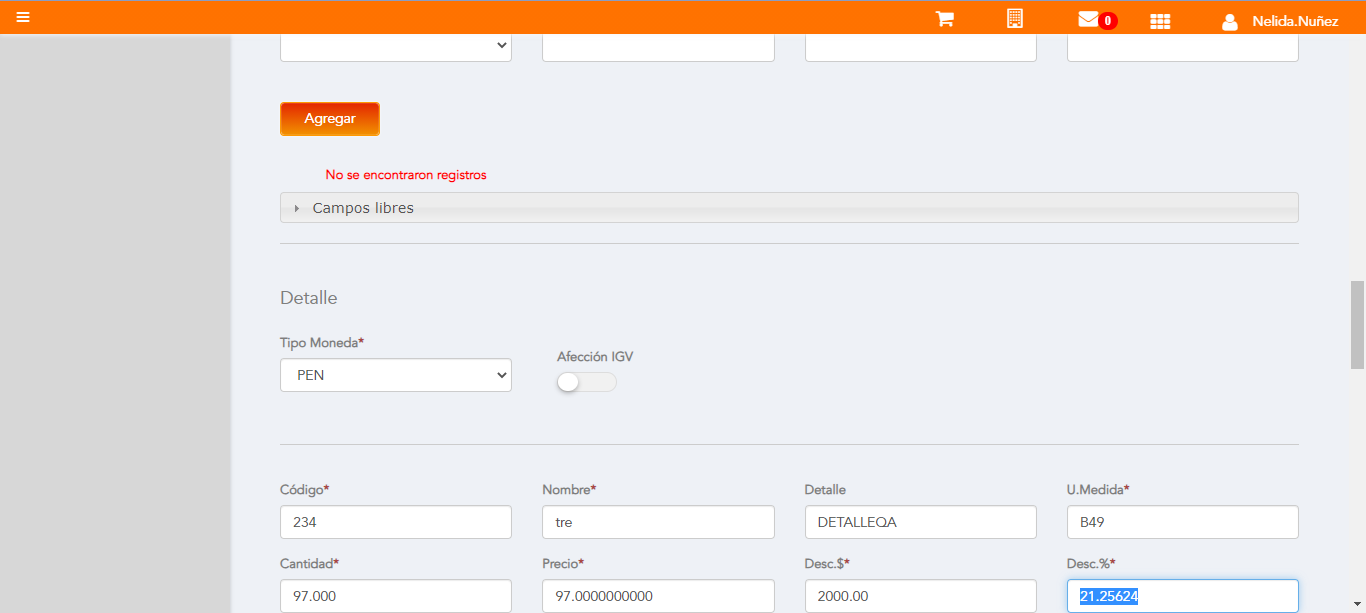 0 Nelida.Nuñez
Agregar
No se encontraron registros
Campos libres
Detalle
Tipo Moneda*
Afección IGV
PEN
Código* Nombre* Detalle U.Medida*
234 tre DETALLEQA B49
Cantidad* Precio* Desc.$* Desc.%*
97.000 97.0000000000 2000.00 21.25624